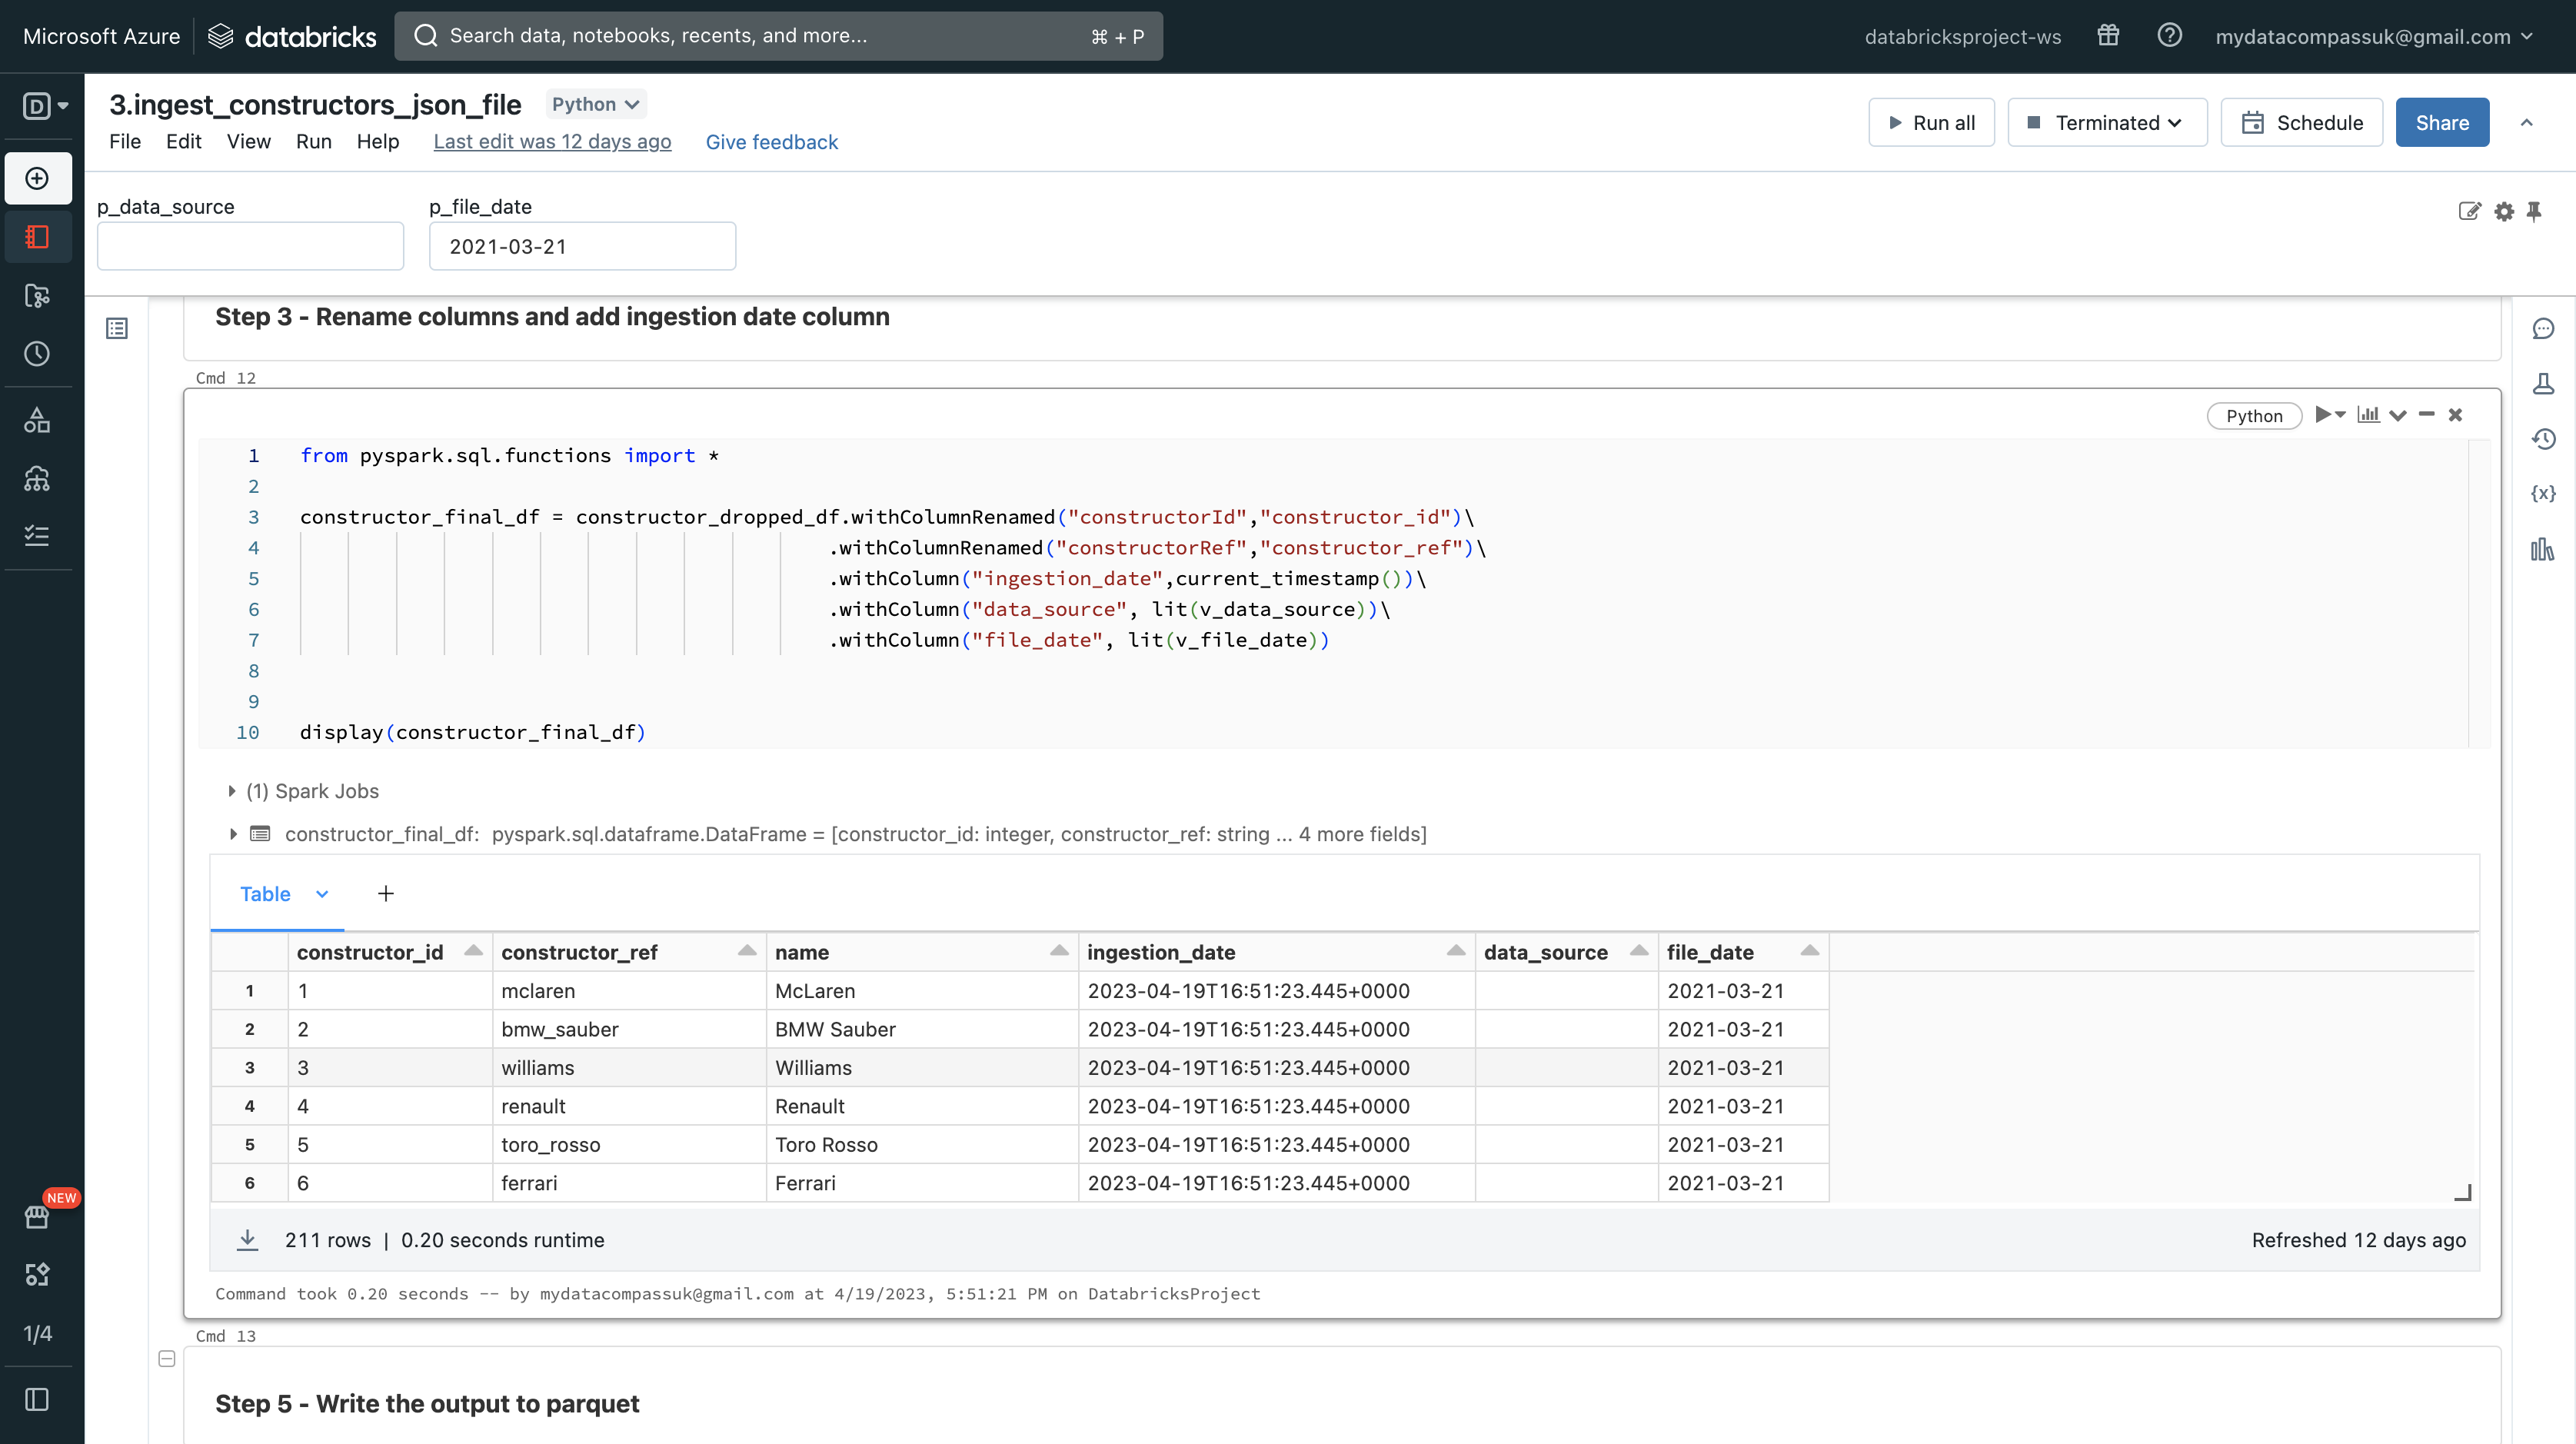 Microsoft Azure databricks Search data, notebooks, recents, and more... ⌘ + P databricksproject-ws mydatacompassuk@gmail.com
D 3.ingest_constructors_json_file Python
File Edit View Run Help Last edit was 12 days ago Give feedback
Run all Terminated Schedule Share
p_data_source p_file_date
2021-03-21
Step 3 - Rename columns and add ingestion date column
Cmd 12
Python
1 from pyspark.sql.functions import *
2
3 constructor_final_df = constructor_dropped_df.withColumnRenamed("constructorId","constructor_id")\
4 .withColumnRenamed("constructorRef","constructor_ref")\
5 .withColumn("ingestion_date",current_timestamp())\
6 .withColumn("data_source", lit(v_data_source))\
7 .withColumn("file_date", lit(v_file_date))
8
9
10 display(constructor_final_df)
(1) Spark Jobs
constructor_final_df: pyspark.sql.dataframe.DataFrame = [constructor_id: integer, constructor_ref: string ... 4 more fields]
Table +
constructor_id constructor_ref name ingestion_date data_source file_date
1 1 mclaren McLaren 2023-04-19T16:51:23.445+0000 2021-03-21
2 2 bmw_sauber BMW Sauber 2023-04-19T16:51:23.445+0000 2021-03-21
3 3 williams Williams 2023-04-19T16:51:23.445+0000 2021-03-21
4 4 renault Renault 2023-04-19T16:51:23.445+0000 2021-03-21
5 5 toro_rosso Toro Rosso 2023-04-19T16:51:23.445+0000 2021-03-21
6 6 ferrari Ferrari 2023-04-19T16:51:23.445+0000 2021-03-21
211 rows | 0.20 seconds runtime Refreshed 12 days ago
Command took 0.20 seconds -- by mydatacompassuk@gmail.com at 4/19/2023, 5:51:21 PM on DatabricksProject
Cmd 13
Step 5 - Write the output to parquet
NEW
1/4
{x}